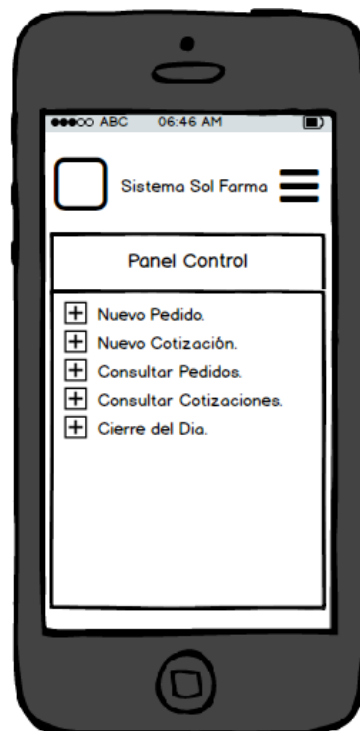 ABC 06:46 AM
Sistema Sol Farma
Panel Control
Nuevo Pedido.
Nuevo Cotización.
Consultar Pedidos.
Consultar Cotizaciones.
Cierre del Dia.